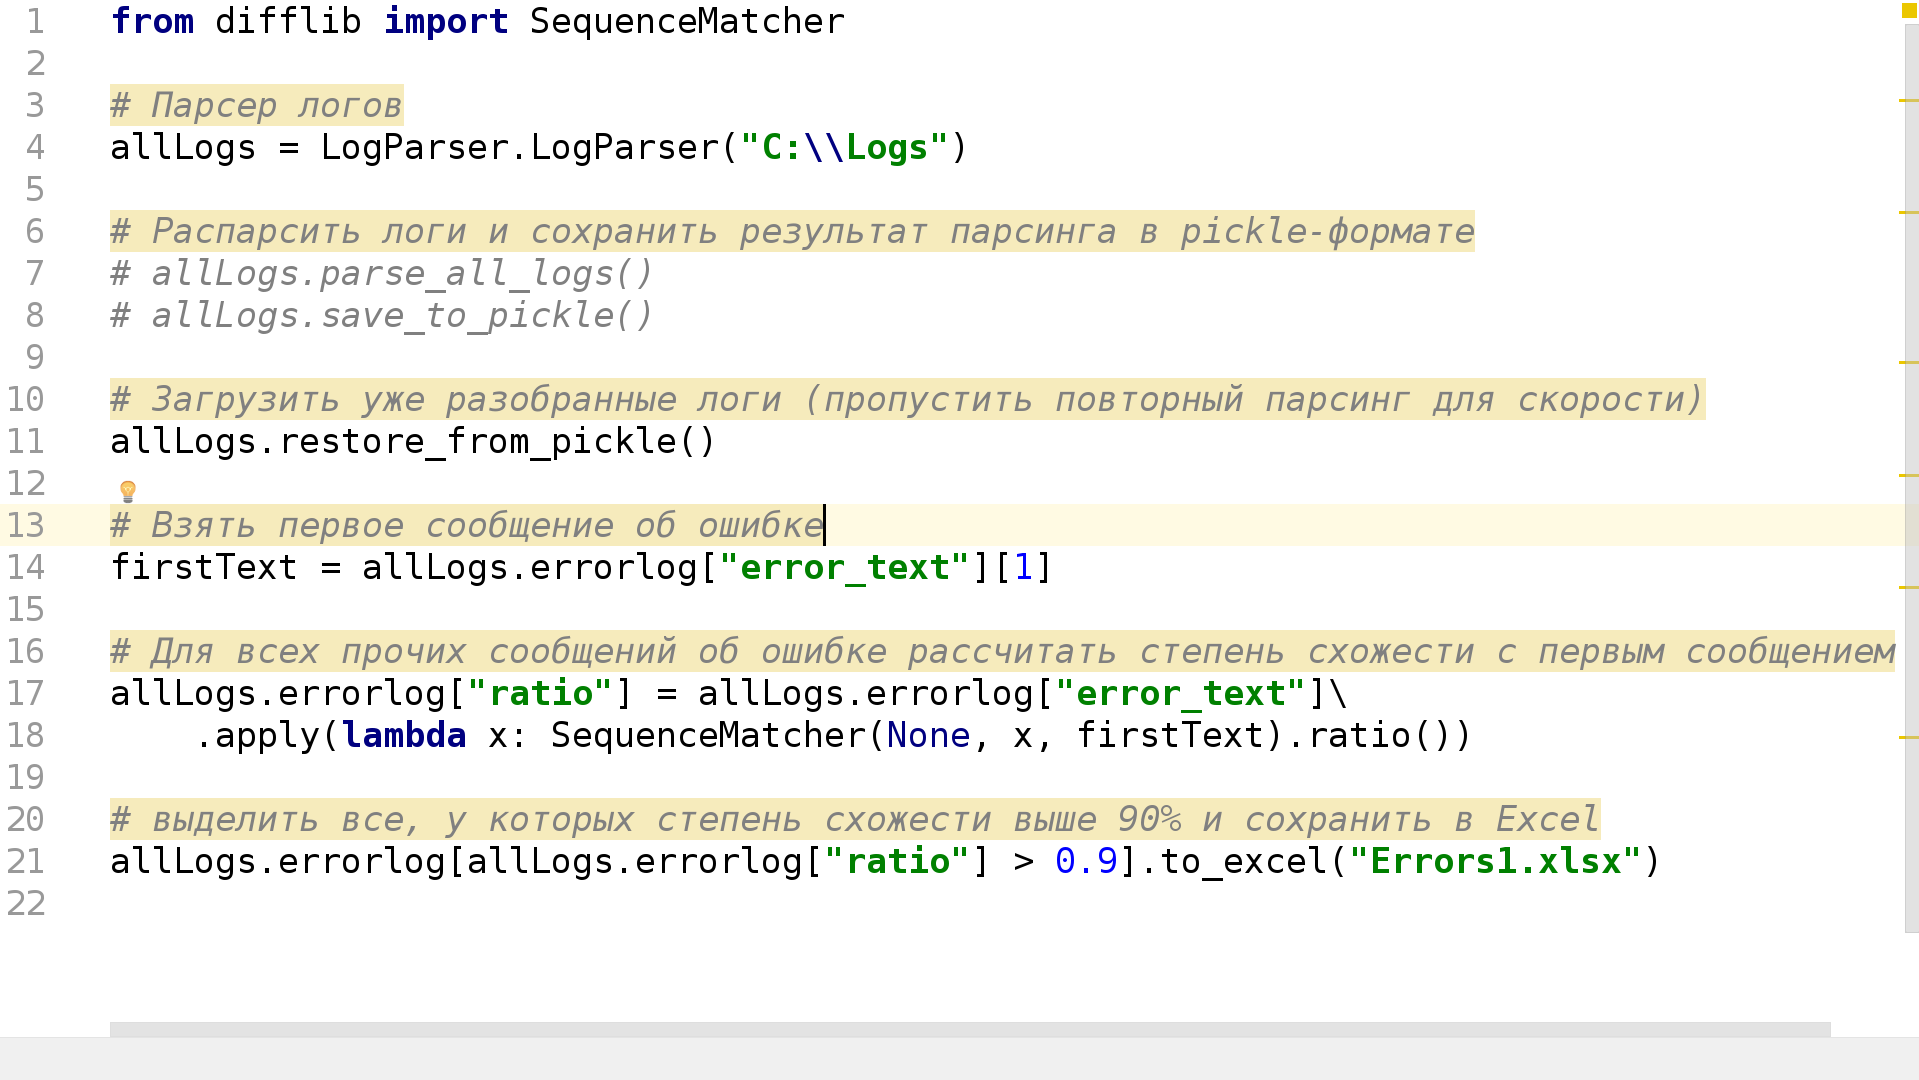 1 from difflib import SequenceMatcher
2
3 # Парсер логов
4 allLogs = LogParser.LogParser("C:\\Logs")
5
6 # Распарсить логи и сохранить результат парсинга в pickle-формате
7 # allLogs.parse_all_logs()
8 # allLogs.save_to_pickle()
9
10 # Загрузить уже разобранные логи (пропустить повторный парсинг для скорости)
11 allLogs.restore_from_pickle()
12
13 # Взять первое сообщение об ошибке
14 firstText = allLogs.errorlog["error_text"][1]
15
16 # Для всех прочих сообщений об ошибке рассчитать степень схожести с первым сообщением
17 allLogs.errorlog["ratio"] = allLogs.errorlog["error_text"]\
18     .apply(lambda x: SequenceMatcher(None, x, firstText).ratio())
19
20 # выделить все, у которых степень схожести выше 90% и сохранить в Excel
21 allLogs.errorlog[allLogs.errorlog["ratio"] > 0.9].to_excel("Errors1.xlsx")
22